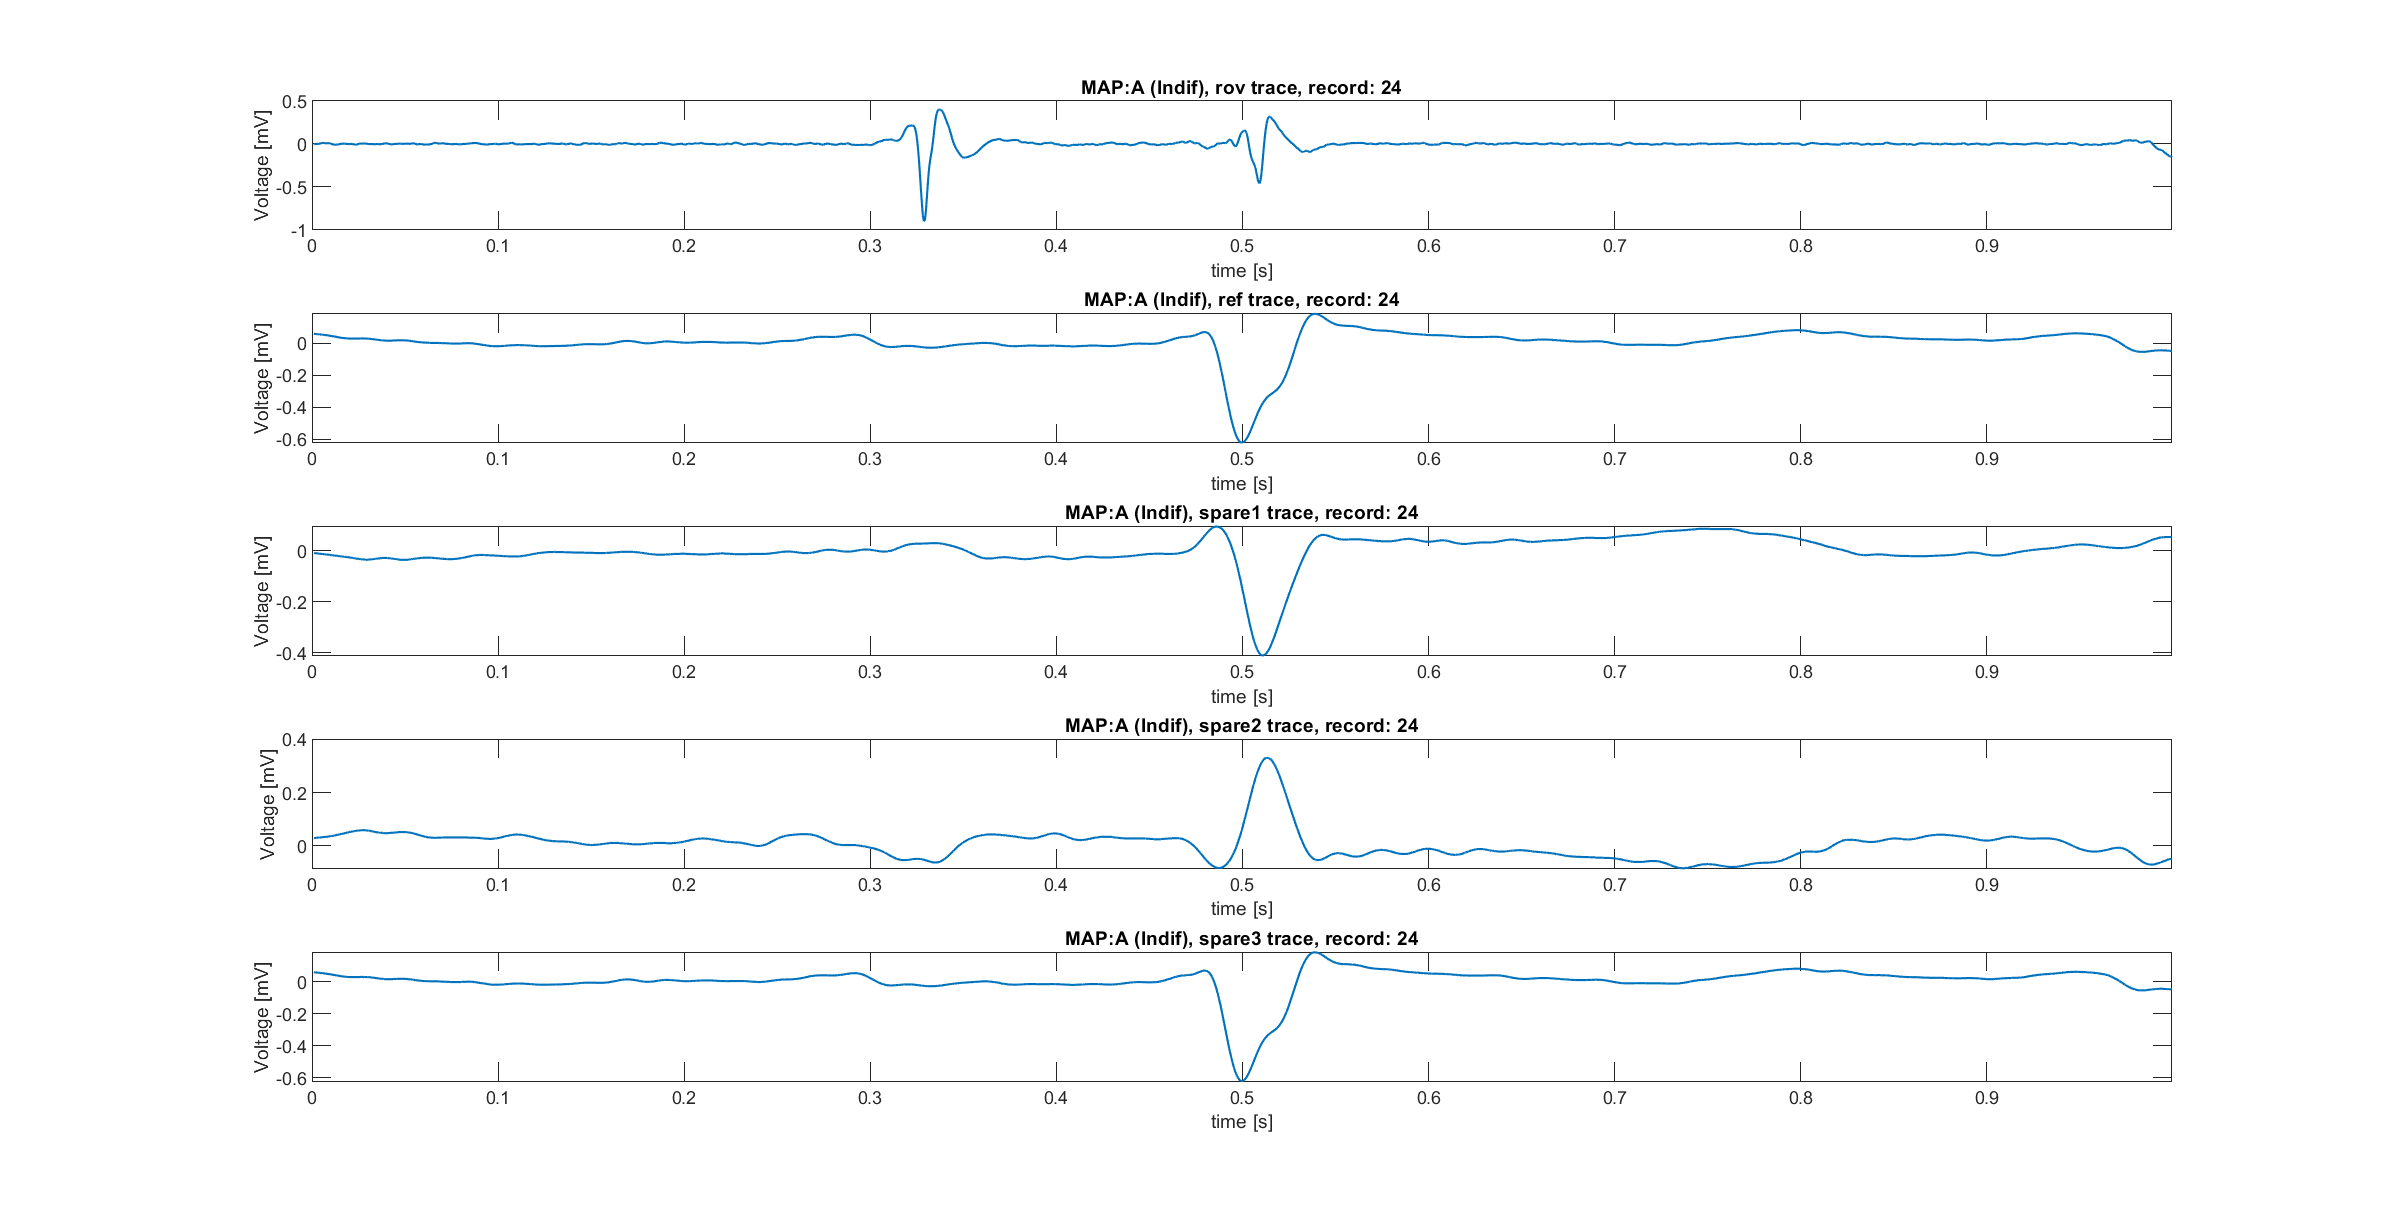 MAP:A (Indif), rov trace, record: 24
Voltage [mV]
0.5
0
-0.5
-1
0 0.1 0.2 0.3 0.4 0.5 0.6 0.7 0.8 0.9
time [s]
MAP:A (Indif), ref trace, record: 24
Voltage [mV]
0
-0.2
-0.4
-0.6
0 0.1 0.2 0.3 0.4 0.5 0.6 0.7 0.8 0.9
time [s]
MAP:A (Indif), spare1 trace, record: 24
Voltage [mV]
0
-0.2
-0.4
0 0.1 0.2 0.3 0.4 0.5 0.6 0.7 0.8 0.9
time [s]
MAP:A (Indif), spare2 trace, record: 24
Voltage [mV]
0.4
0.2
0
0 0.1 0.2 0.3 0.4 0.5 0.6 0.7 0.8 0.9
time [s]
MAP:A (Indif), spare3 trace, record: 24
Voltage [mV]
0
-0.2
-0.4
-0.6
0 0.1 0.2 0.3 0.4 0.5 0.6 0.7 0.8 0.9
time [s]